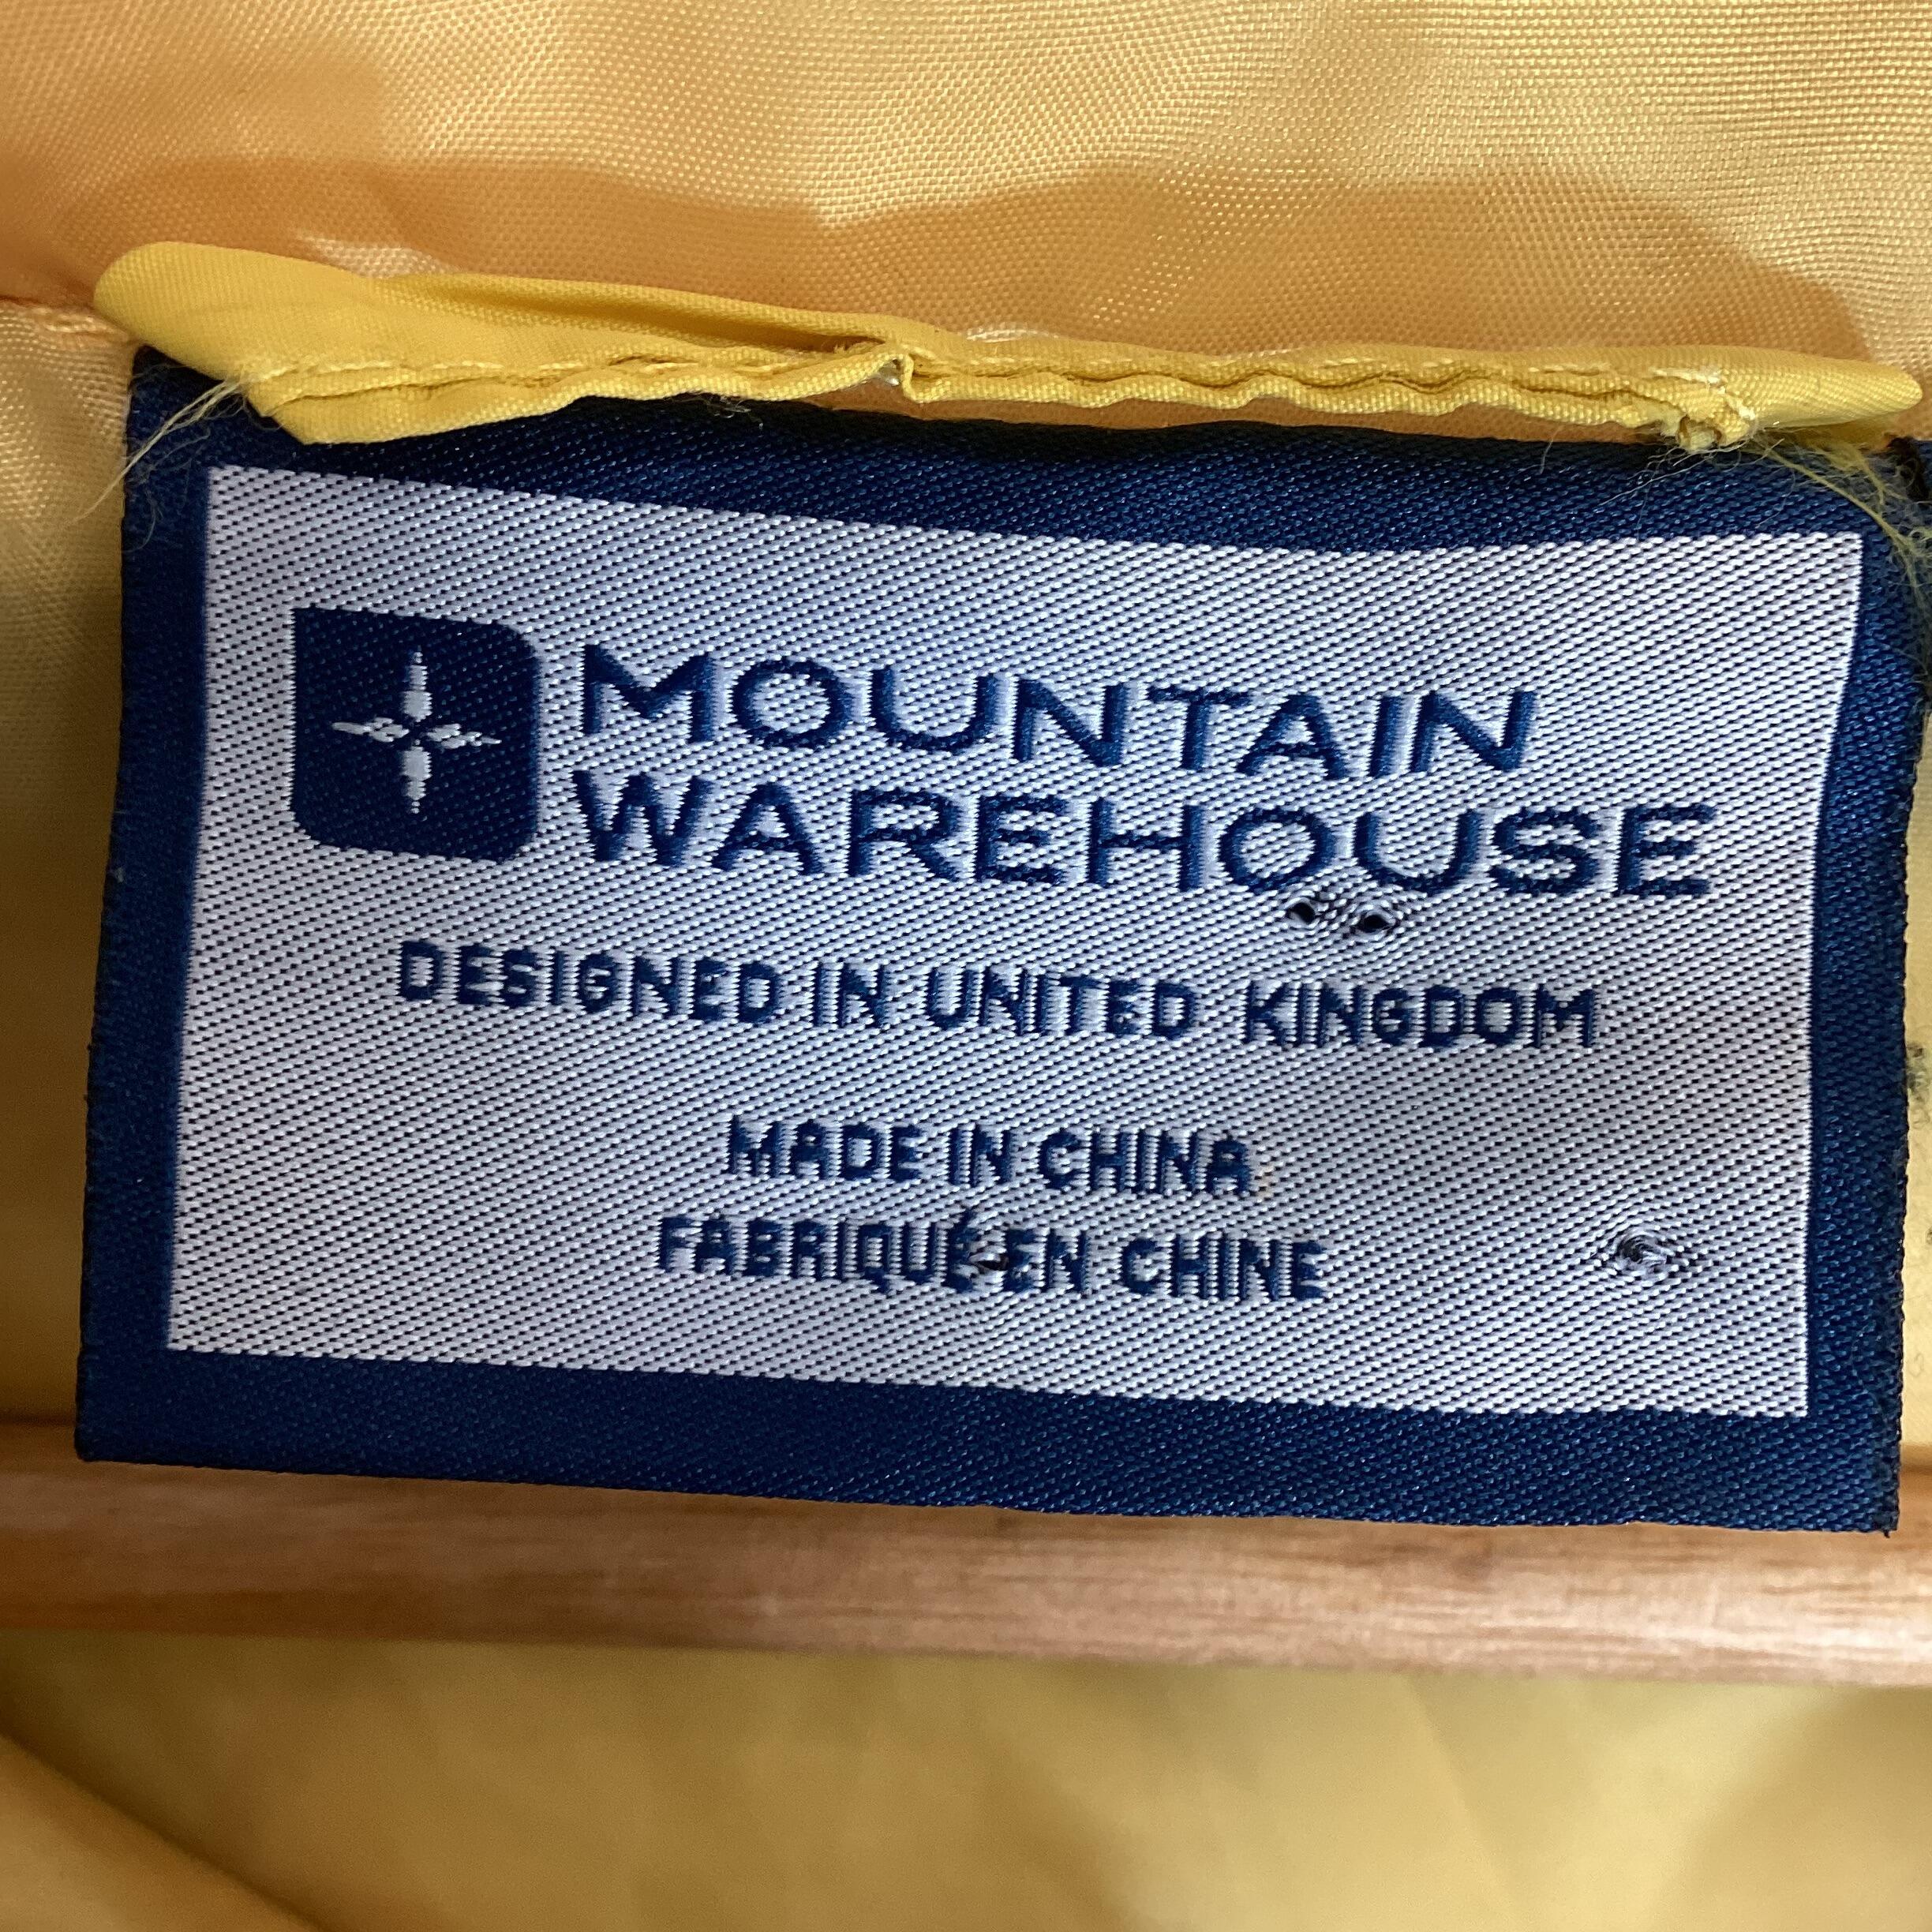 MOUNTAIN
WAREHOUSE
DESIGNED IN UNITED KINGDOM
MADE IN CHINA
FABRIQUÉ EN CHINE